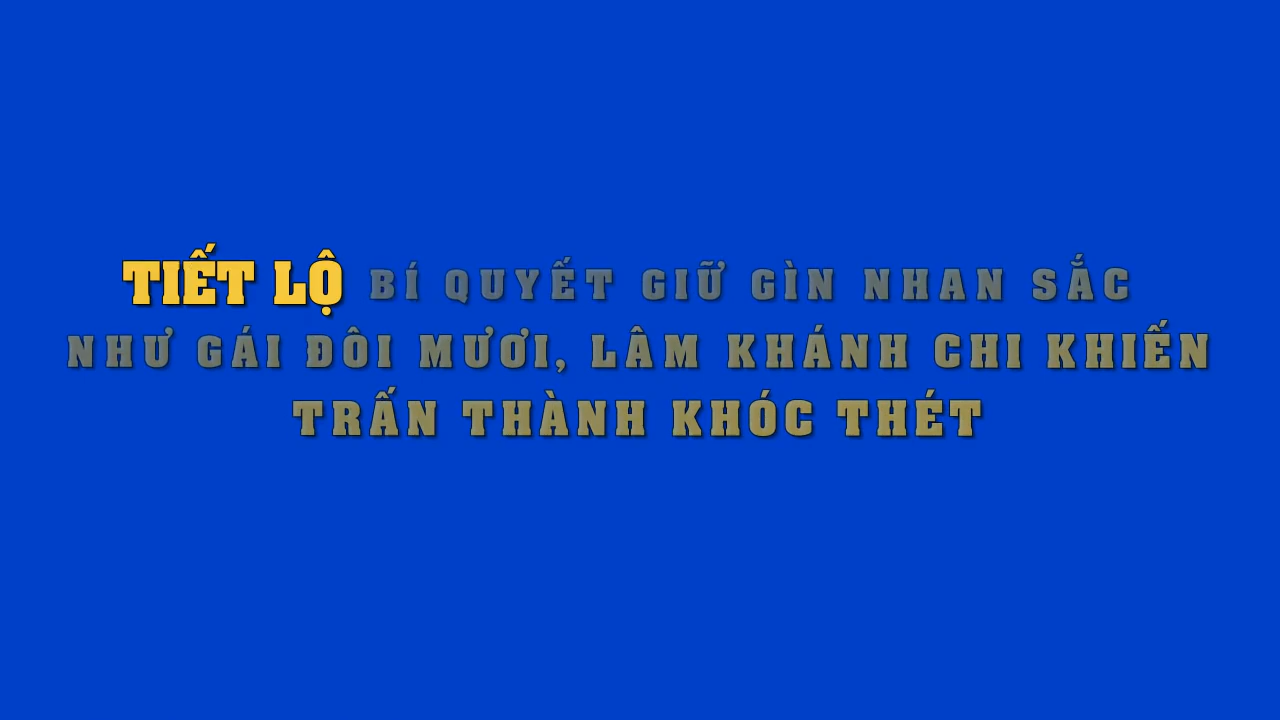 TIẾT LỘ BÍ QUYẾT GIỮ GÌN NHAN SẮC
NHƯ GÁI ĐÔI MƯƠI, LÂM KHÁNH CHI KHIẾN
TRẤN THÀNH KHÓC THÉT